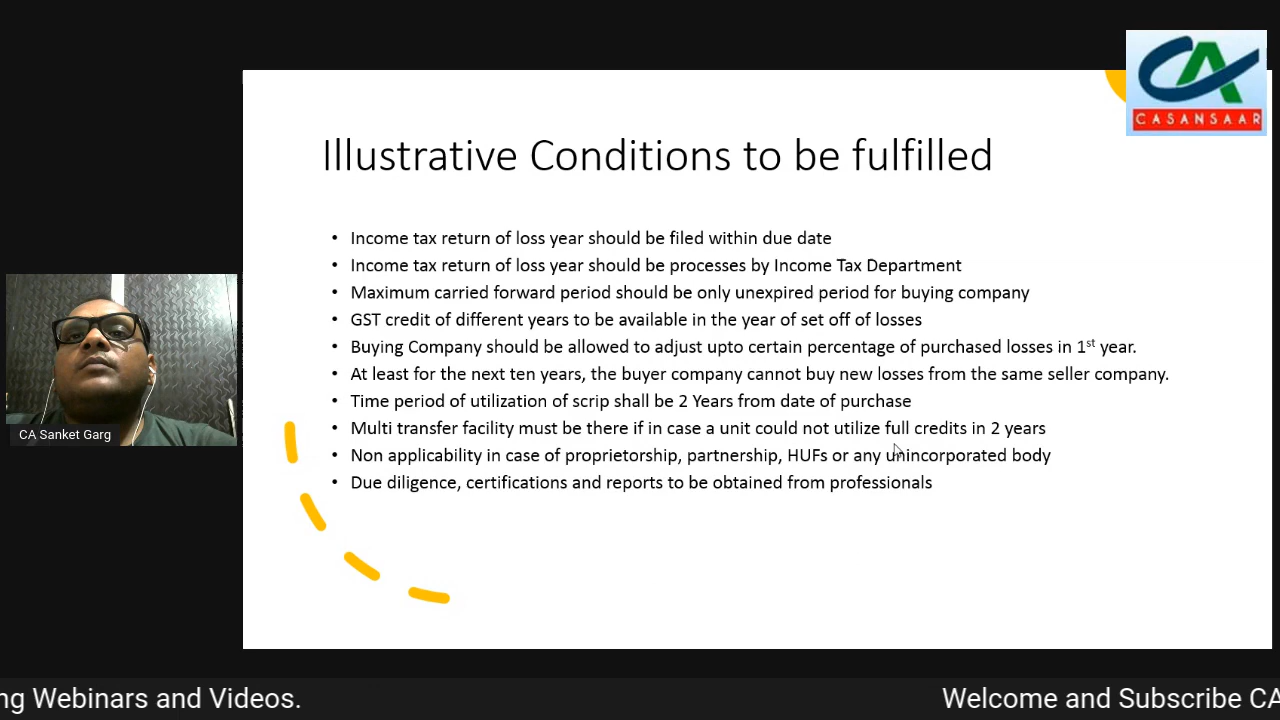 CA
CASANSAAR
Illustrative Conditions to be fulfilled
• Income tax return of loss year should be filed within due date
• Income tax return of loss year should be processes by Income Tax Department
• Maximum carried forward period should be only unexpired period for buying company
• GST credit of different years to be available in the year of set off of losses
• Buying Company should be allowed to adjust upto certain percentage of purchased losses in 1st year.
• At least for the next ten years, the buyer company cannot buy new losses from the same seller company.
• Time period of utilization of scrip shall be 2 Years from date of purchase
• Multi transfer facility must be there if in case a unit could not utilize full credits in 2 years
• Non applicability in case of proprietorship, partnership, HUFs or any unincorporated body
• Due diligence, certifications and reports to be obtained from professionals
CA Sanket Garg
ng Webinars and Videos. Welcome and Subscribe CA